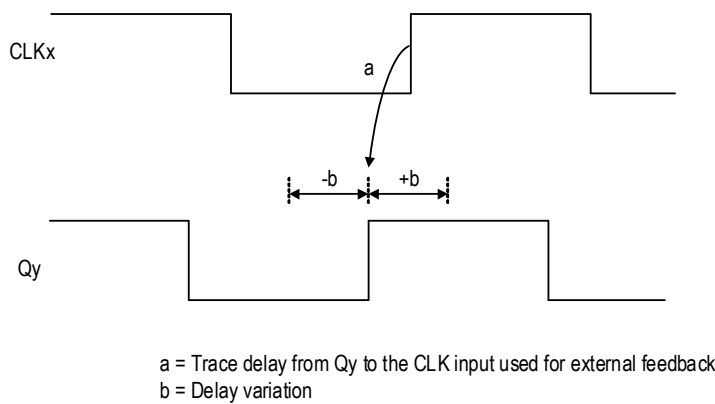 CLKx
a
-b
+b
Qy
a = Trace delay from Qy to the CLK input used for external feedback
b = Delay variation